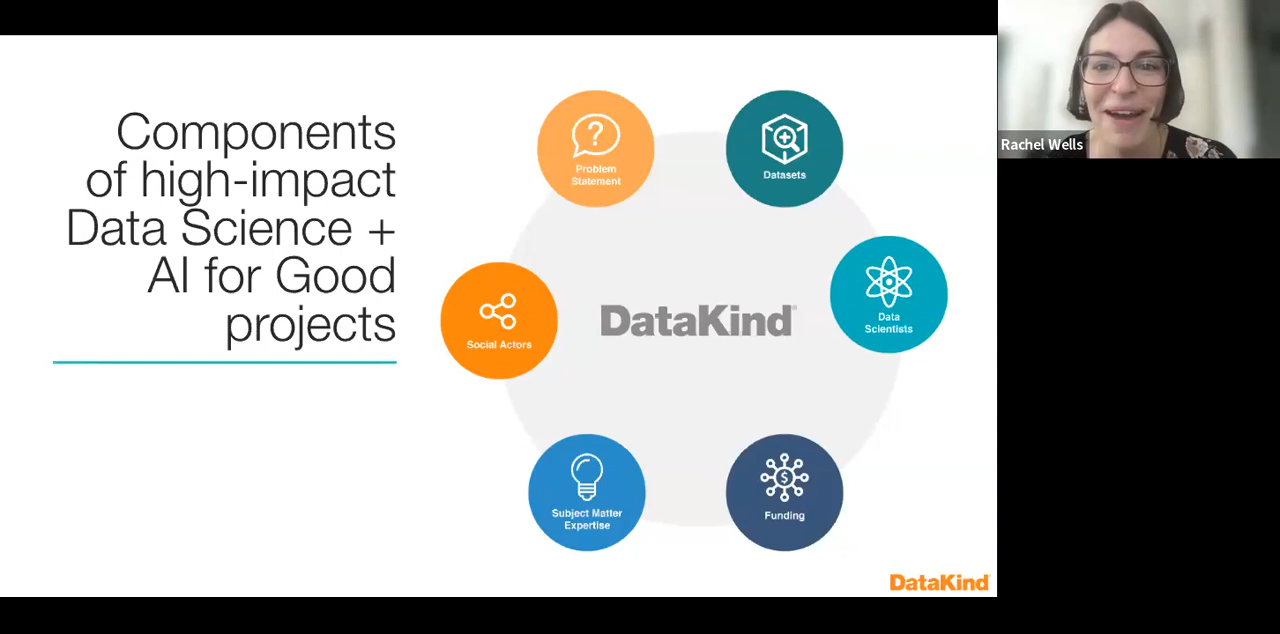 Components
of high-impact
Data Science +
AI for Good
projects
Problem
Statement
Datasets
Social Actors
DataKind
Data
Scientists
Subject Matter
Expertise
Funding
DataKind
Rachel Wells